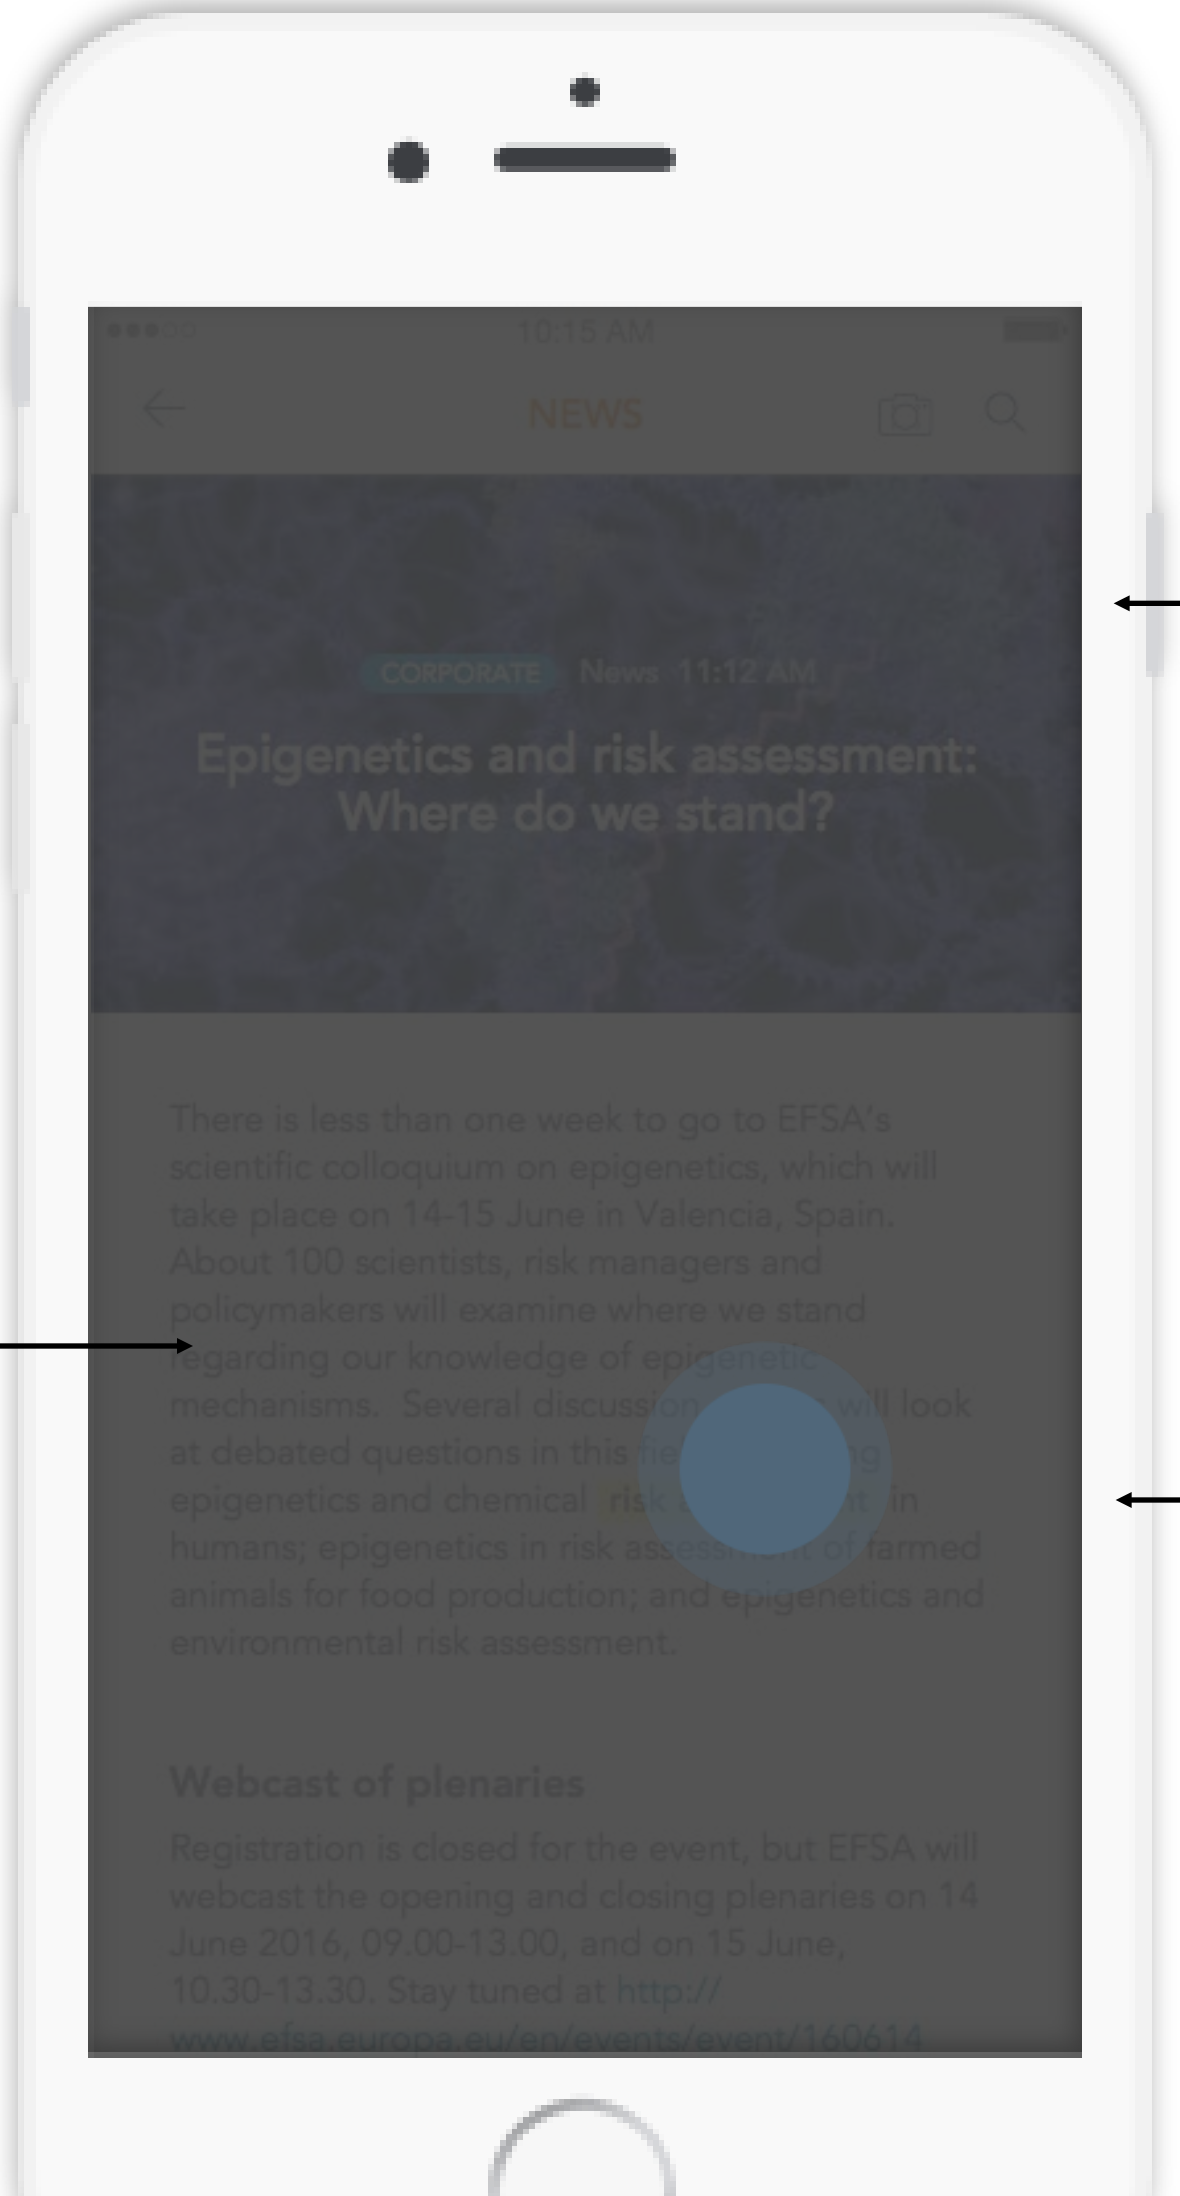 10:15 AM
NEWS
CORPORATE News 11:12 AM
Epigenetics and risk assessment:
Where do we stand?
There is less than one week to go to EFSA's
scientific colloquium on epigenetics, which will
take place on 14-15 June in Valencia, Spain.
About 100 scientists, risk managers and
policymakers will examine where we stand
regarding our knowledge of epigenetic
mechanisms. Several discussion will look
at debated questions in this
epigenetics and chemical risk in
humans; epigenetics in risk assessment of farmed
animals for food production; and epigenetics and
environmental risk assessment.
Webcast of plenaries
Registration is closed for the event, but EFSA will
webcast the opening and closing plenaries on 14
June 2016, 09.00-13.00, and on 15 June,
10.30-13.30. Stay tuned at http://
www.efsa.europa.eu/en/events/event/160614